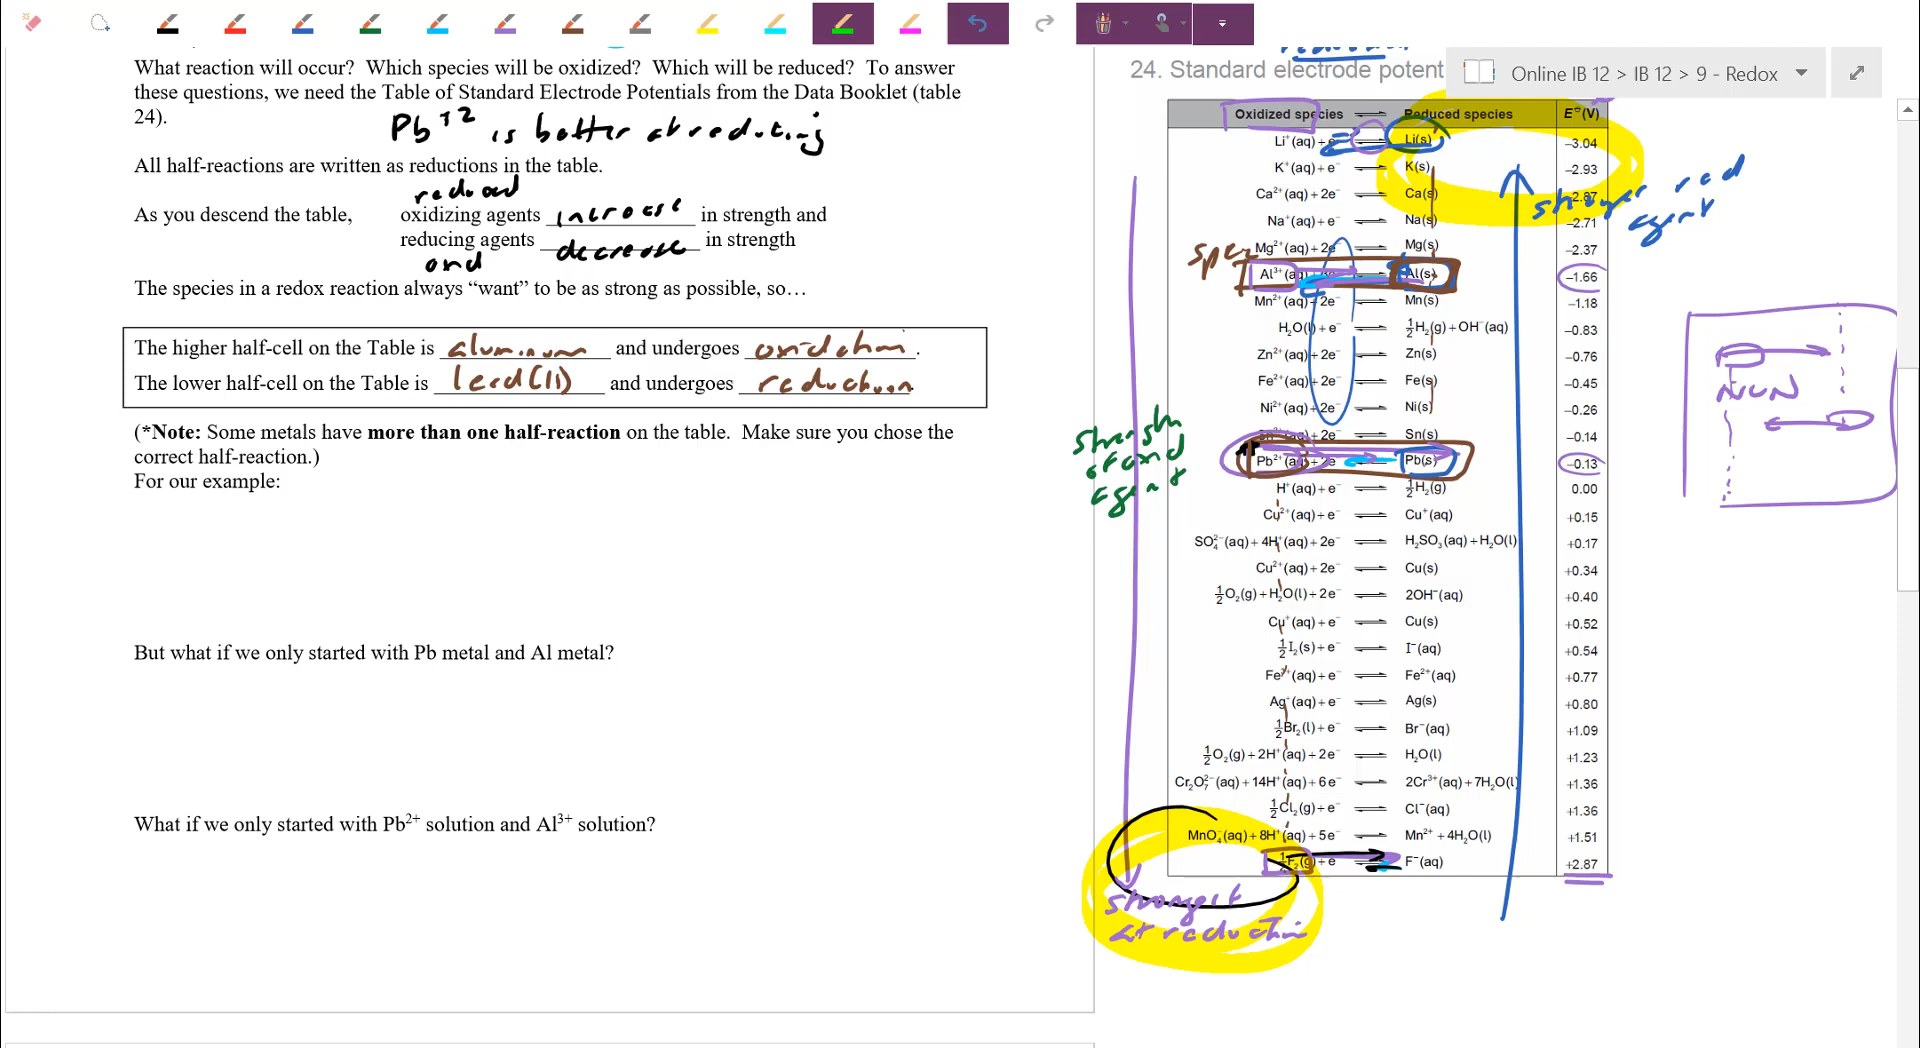 What reaction will occur? Which species will be oxidized? Which will be reduced? To answer
these questions, we need the Table of Standard Electrode Potentials from the Data Booklet (table
24).
Pb+2 is better at reducing
All half-reactions are written as reductions in the table.
reduced
As you descend the table, oxidizing agents increase in strength and
reducing agents decrease in strength
The species in a redox reaction always “want” to be as strong as possible, so…
The higher half-cell on the Table is aluminum and undergoes oxidation.
The lower half-cell on the Table is lead(II) and undergoes reduction.
(*Note: Some metals have more than one half-reaction on the table. Make sure you chose the
correct half-reaction.)
For our example:
But what if we only started with Pb metal and Al metal?
What if we only started with Pb2+ solution and Al3+ solution?
Online IB 12 > IB 12 > 9 - Redox
24. Standard electrode potent
Oxidized species ⇌ Reduced species E⊖(V)
Li+(aq) + e ⇌ Li(s) −3.04
K+(aq) + e− ⇌ K(s) −2.93
Ca2+(aq) + 2e− ⇌ Ca(s) −2.87
Na+(aq) + e− ⇌ Na(s) −2.71
Mg2+(aq) + 2e− ⇌ Mg(s) −2.37
Al3+(aq) ⇌ Al(s) −1.66
Mn2+(aq) + 2e− ⇌ Mn(s) −1.18
H2O(l) + e− ⇌ 1/2H2(g) + OH−(aq) −0.83
Zn2+(aq) + 2e− ⇌ Zn(s) −0.76
Fe2+(aq) + 2e− ⇌ Fe(s) −0.45
Ni2+(aq) + 2e− ⇌ Ni(s) −0.26
Sn2+(aq) + 2e− ⇌ Sn(s) −0.14
Pb2+(aq) + 2e ⇌ Pb(s) −0.13
H+(aq) + e− ⇌ 1/2H2(g) 0.00
Cu2+(aq) + e− ⇌ Cu+(aq) +0.15
SO42−(aq) + 4H+(aq) + 2e− ⇌ H2SO3(aq) + H2O(l) +0.17
Cu2+(aq) + 2e− ⇌ Cu(s) +0.34
1/2O2(g) + H2O(l) + 2e− ⇌ 2OH−(aq) +0.40
Cu+(aq) + e− ⇌ Cu(s) +0.52
1/2I2(s) + e− ⇌ I−(aq) +0.54
Fe3+(aq) + e− ⇌ Fe2+(aq) +0.77
Ag+(aq) + e− ⇌ Ag(s) +0.80
1/2Br2(l) + e− ⇌ Br−(aq) +1.09
1/2O2(g) + 2H+(aq) + 2e− ⇌ H2O(l) +1.23
Cr2O72−(aq) + 14H+(aq) + 6e− ⇌ 2Cr3+(aq) + 7H2O(l) +1.36
1/2Cl2(g) + e− ⇌ Cl−(aq) +1.36
MnO4−(aq) + 8H+(aq) + 5e− ⇌ Mn2+ + 4H2O(l) +1.51
1/2F2(g) + e ⇌ F−(aq) +2.87
stronger red
agent
strength
of oxid
agent
strongest
at reduction